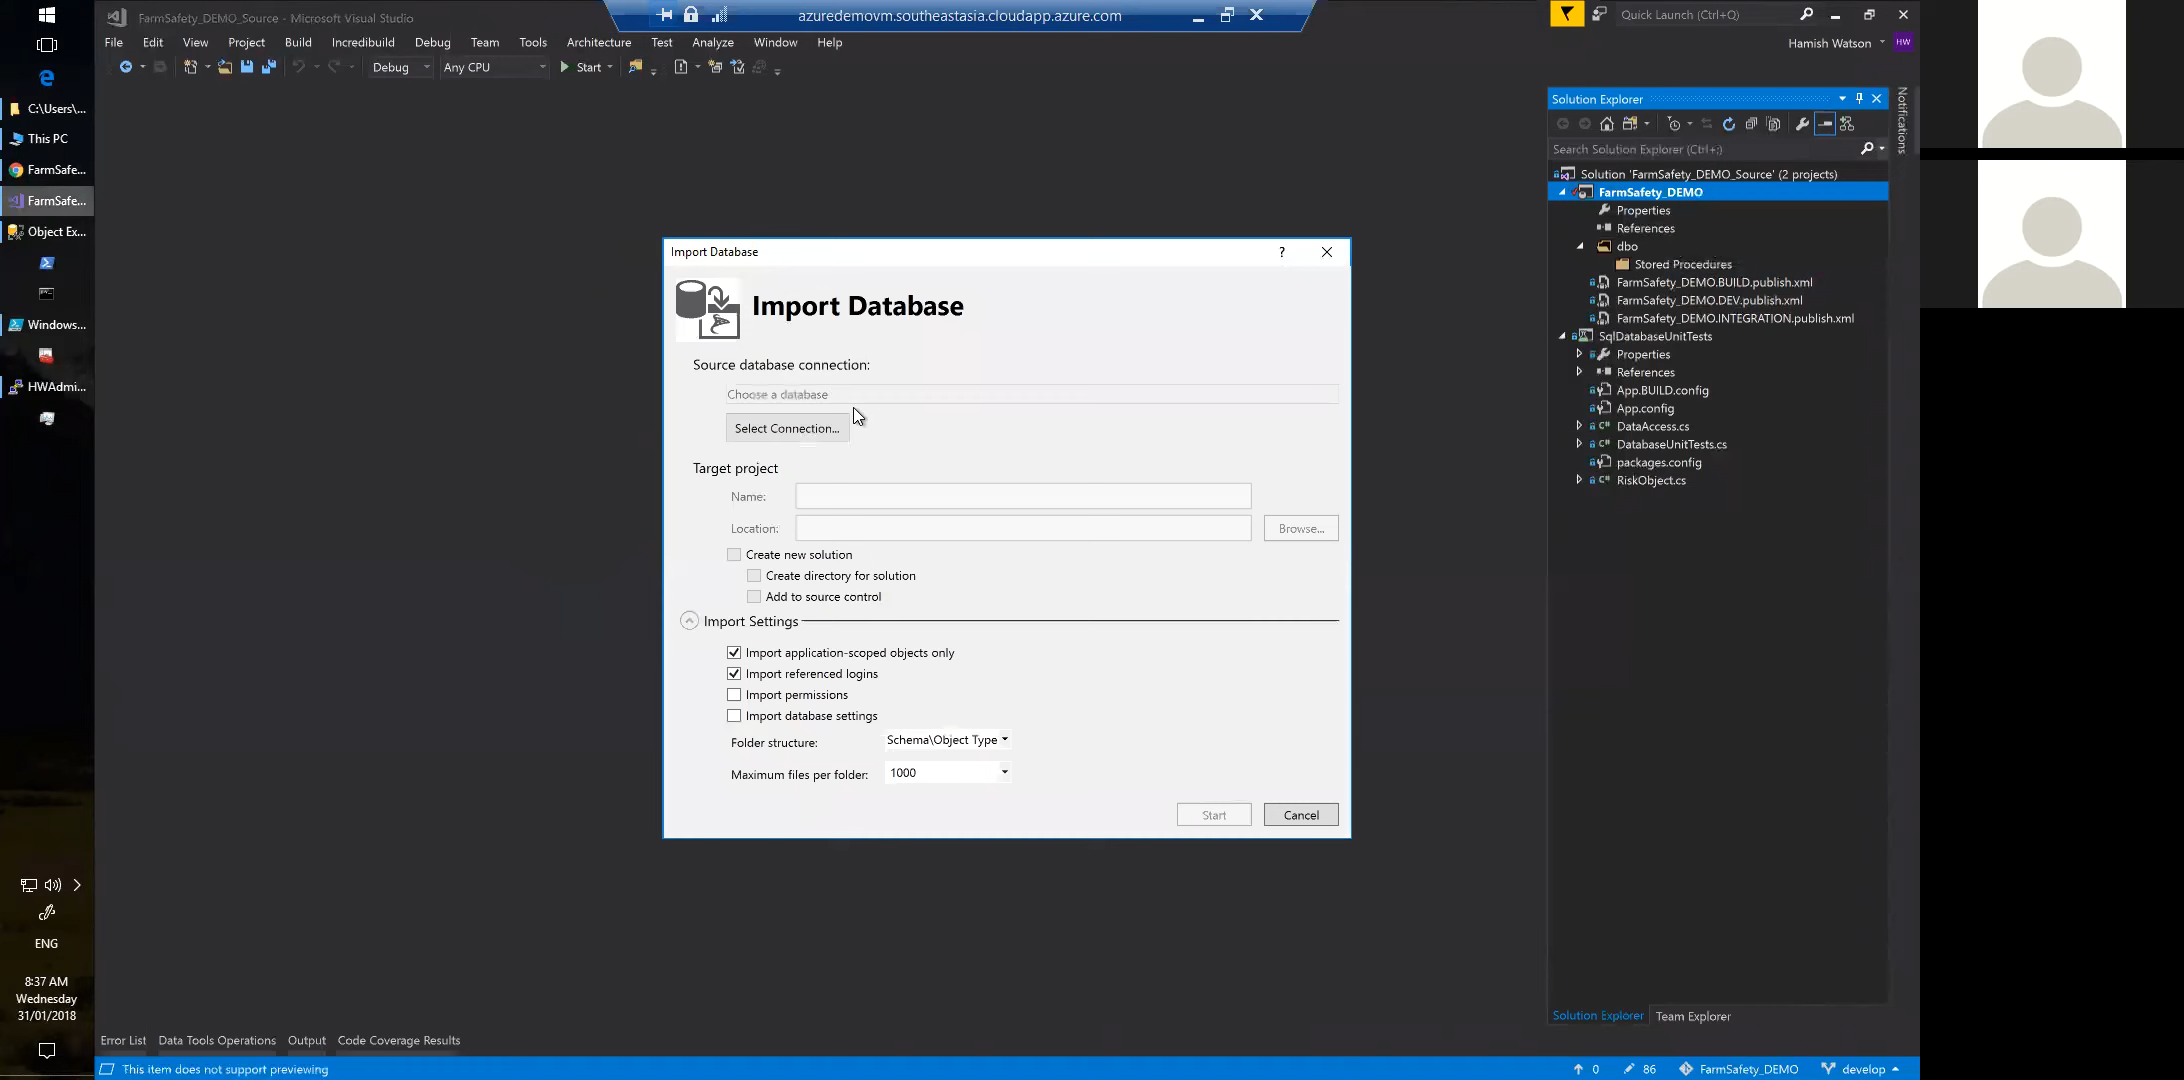 FarmSafety_DEMO_Source - Microsoft Visual Studio
azuredemovm.southeastasia.cloudapp.azure.com
Quick Launch (Ctrl+Q)
File Edit View Project Build Incredibuild Debug Team Tools Architecture Test Analyze Window Help
Hamish Watson HW
Debug Any CPU Start
C:\Users\...
This PC
FarmSafe...
FarmSafe...
Object Ex...
Windows...
HWAdmi...
ENG
8:37 AM
Wednesday
31/01/2018
Import Database
?
Import Database
Source database connection:
Choose a database
Select Connection...
Target project
Name:
Location:
Browse...
Create new solution
Create directory for solution
Add to source control
Import Settings
Import application-scoped objects only
Import referenced logins
Import permissions
Import database settings
Folder structure: Schema\Object Type
Maximum files per folder: 1000
Start Cancel
Solution Explorer
Search Solution Explorer (Ctrl+;)
Solution 'FarmSafety_DEMO_Source' (2 projects)
FarmSafety_DEMO
Properties
References
dbo
Stored Procedures
FarmSafety_DEMO.BUILD.publish.xml
FarmSafety_DEMO.DEV.publish.xml
FarmSafety_DEMO.INTEGRATION.publish.xml
SqlDatabaseUnitTests
Properties
References
App.BUILD.config
App.config
C# DataAccess.cs
C# DatabaseUnitTests.cs
packages.config
C# RiskObject.cs
Notifications
Solution Explorer Team Explorer
Error List Data Tools Operations Output Code Coverage Results
This item does not support previewing
0 86 FarmSafety_DEMO develop